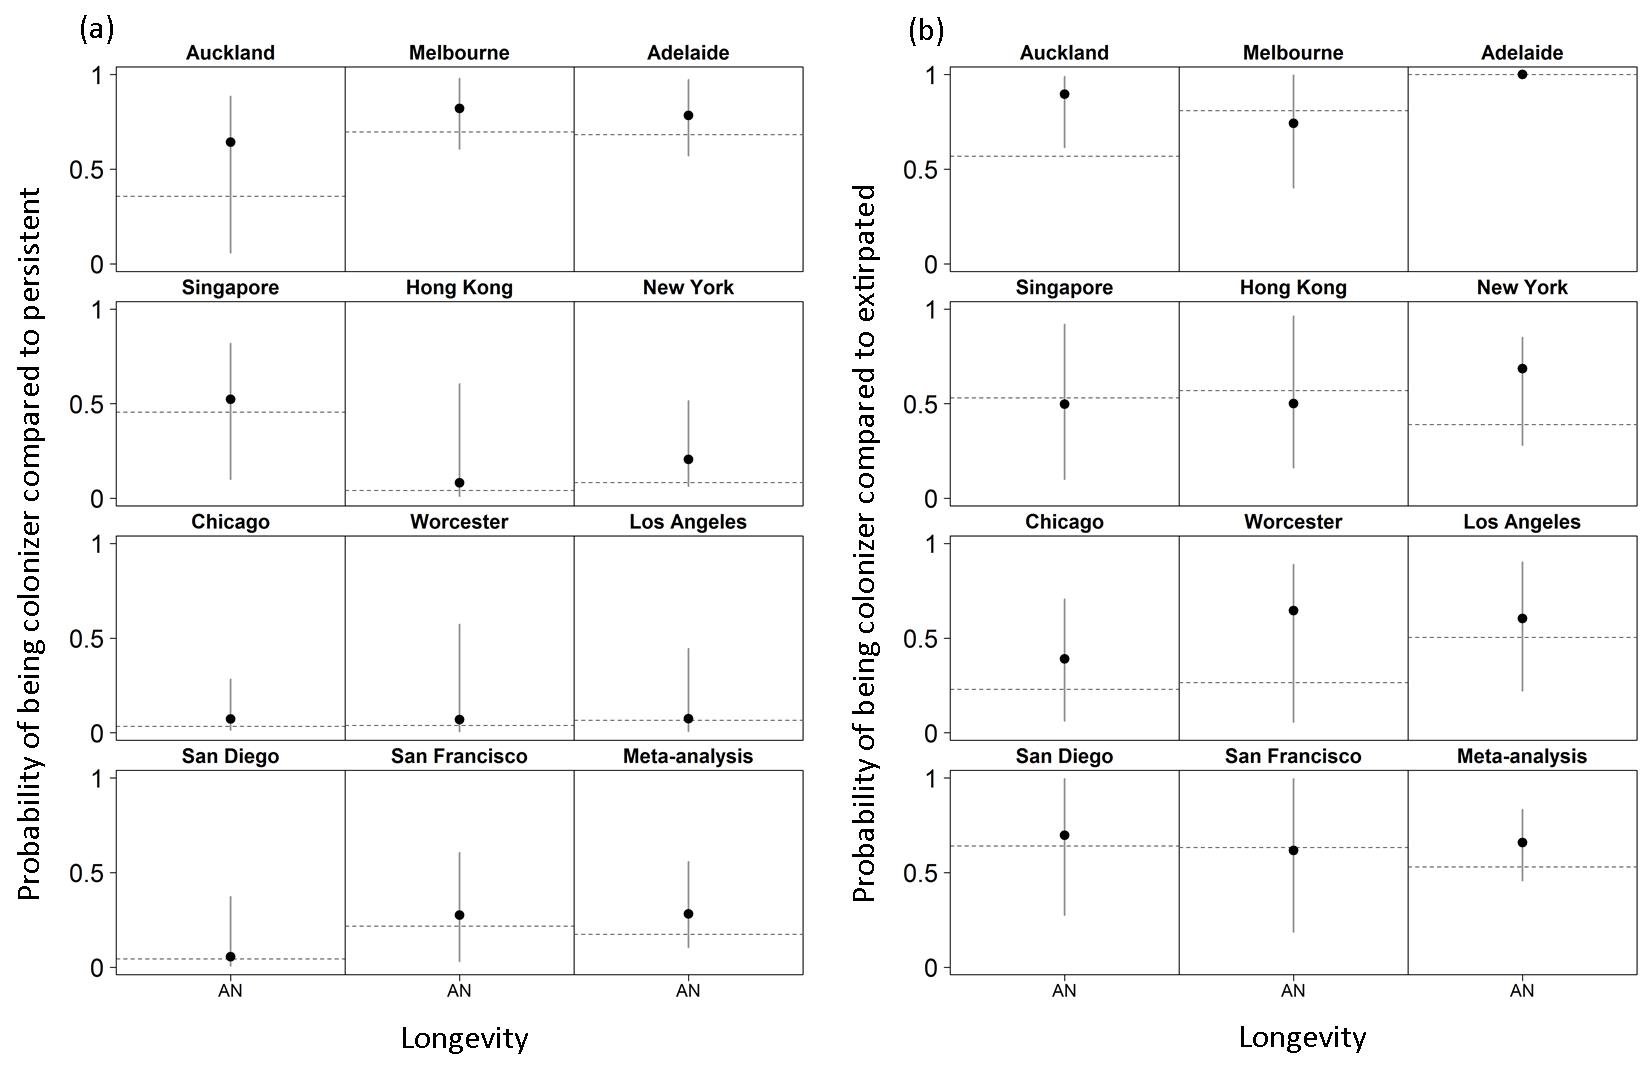 (a)
Auckland Melbourne Adelaide
1
0.5
0
Singapore Hong Kong New York
1
0.5
0
Chicago Worcester Los Angeles
1
0.5
0
San Diego San Francisco Meta-analysis
1
0.5
0
AN AN AN
Longevity
Probability of being colonizer compared to persistent
(b)
Auckland Melbourne Adelaide
1
0.5
0
Singapore Hong Kong New York
1
0.5
0
Chicago Worcester Los Angeles
1
0.5
0
San Diego San Francisco Meta-analysis
1
0.5
0
AN AN AN
Longevity
Probability of being colonizer compared to extirpated